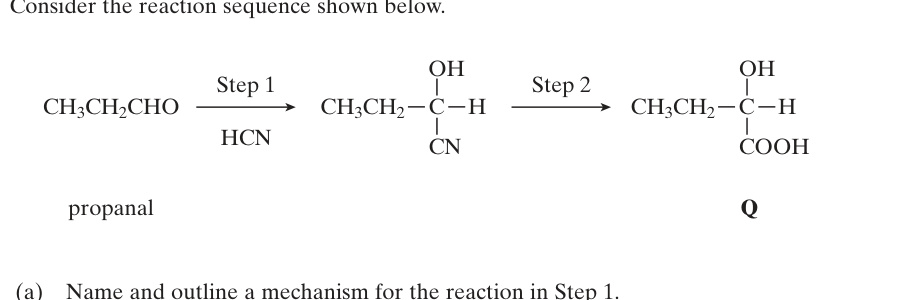 Consider the reaction sequence shown below.
OH OH
Step 1 Step 2
CH₃CH₂CHO CH₃CH₂—C—H CH₃CH₂—C—H
HCN
CN COOH
propanal Q
(a) Name and outline a mechanism for the reaction in Step 1.